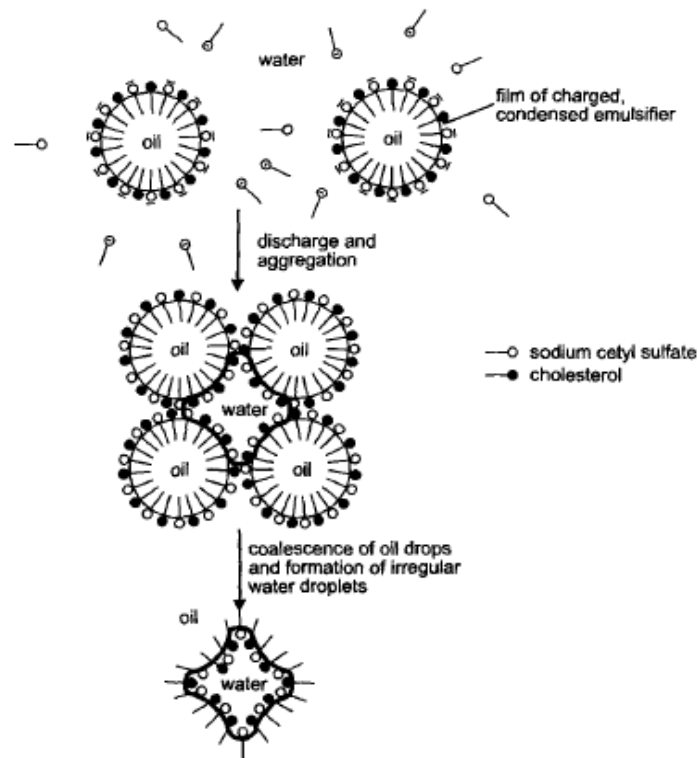 water
film of charged,
condensed emulsifier
oil
oil
discharge and
aggregation
oil
oil
sodium cetyl sulfate
cholesterol
water
oil
oil
coalescence of oil drops
and formation of irregular
water droplets
oil
water